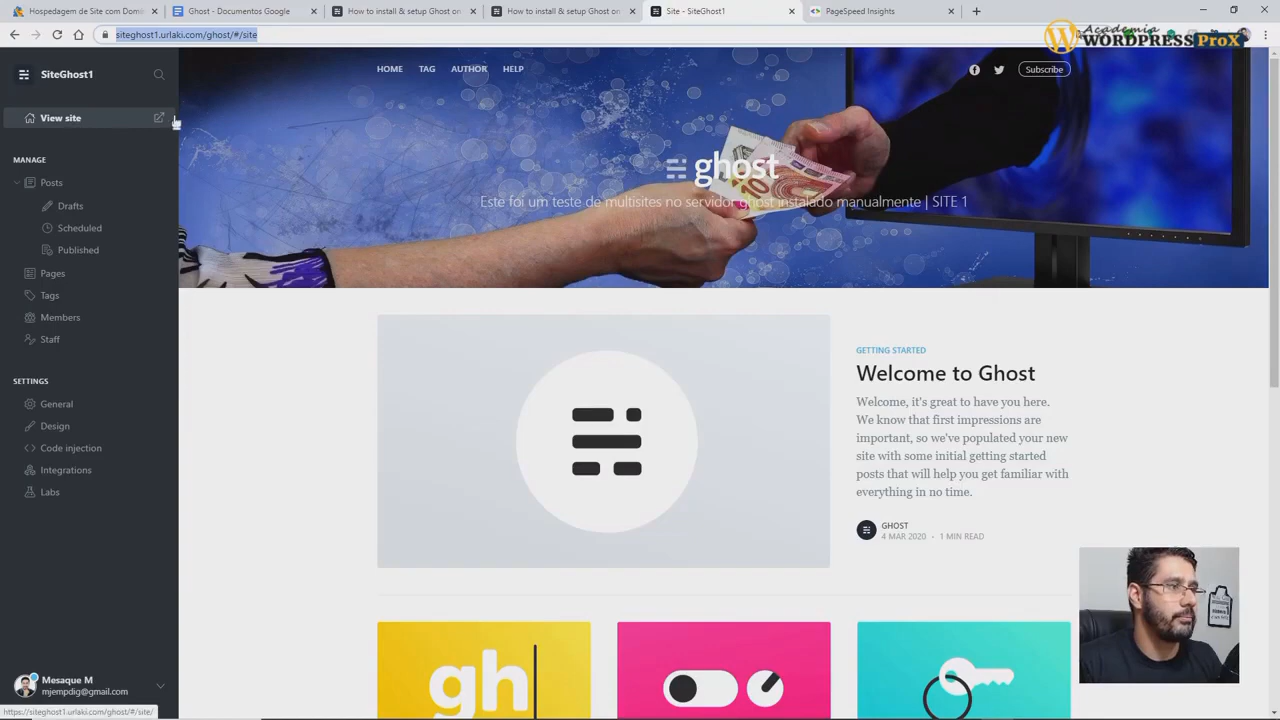 Hospedagem de Site com Domi
Ghost - Documentos Google
How to install & setup Ghost on
How to install & setup Ghost on
Site - SiteGhost1
PageSpeed Insights
siteghost1.urlaki.com/ghost/#/site
Academia
WORDPRESS ProX
SiteGhost1
View site
MANAGE
Posts
Drafts
Scheduled
Published
Pages
Tags
Members
Staff
SETTINGS
General
Design
Code injection
Integrations
Labs
Mesaque M
mjempdig@gmail.com
https://siteghost1.urlaki.com/ghost/#/site/
HOME TAG AUTHOR HELP
Subscribe
ghost
Este foi um teste de multisites no servidor ghost instalado manualmente | SITE 1
GETTING STARTED
Welcome to Ghost
Welcome, it's great to have you here.
We know that first impressions are
important, so we've populated your new
site with some initial getting started
posts that will help you get familiar with
everything in no time.
GHOST
4 MAR 2020 • 1 MIN READ
gh